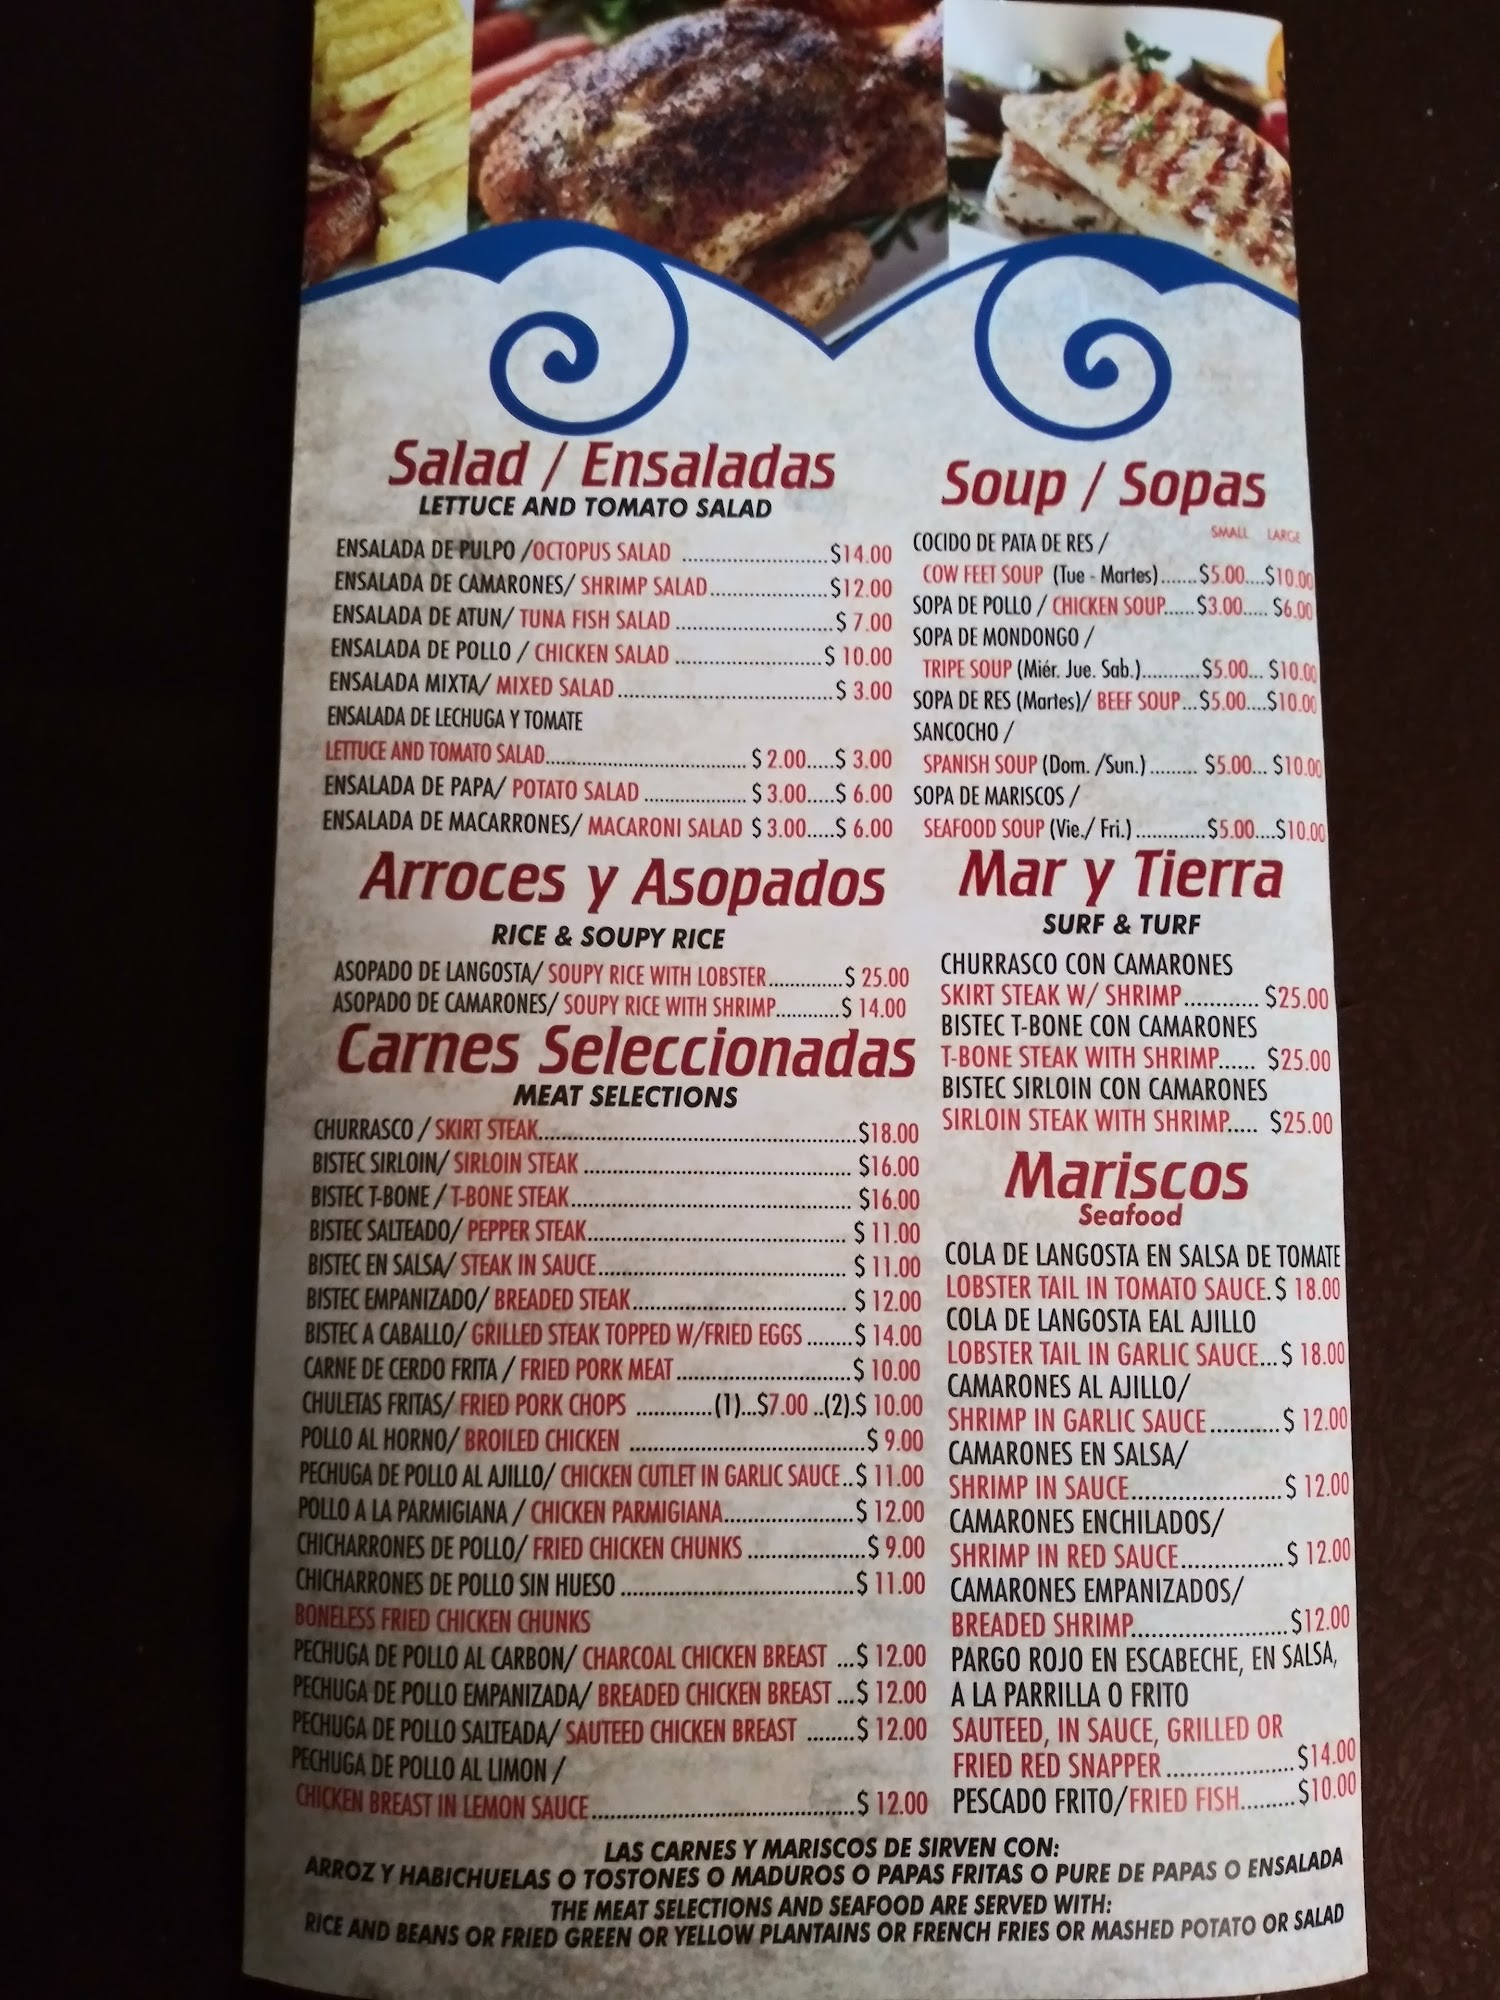 Salad / Ensaladas
LETTUCE AND TOMATO SALAD
ENSALADA DE PULPO /OCTOPUS SALAD ..............................$14.00
ENSALADA DE CAMARONES/ SHRIMP SALAD........................$12.00
ENSALADA DE ATUN/ TUNA FISH SALAD ..............................$ 7.00
ENSALADA DE POLLO / CHICKEN SALAD ............................$ 10.00
ENSALADA MIXTA/ MIXED SALAD..........................................$ 3.00
ENSALADA DE LECHUGA Y TOMATE
LETTUCE AND TOMATO SALAD........................................ $ 2.00.....$ 3.00
ENSALADA DE PAPA/ POTATO SALAD .................... $ 3.00.....$ 6.00
ENSALADA DE MACARRONES/ MACARONI SALAD $ 3.00.....$ 6.00
Arroces y Asopados
RICE & SOUPY RICE
ASOPADO DE LANGOSTA/ SOUPY RICE WITH LOBSTER..............$ 25.00
ASOPADO DE CAMARONES/ SOUPY RICE WITH SHRIMP............$ 14.00
Carnes Seleccionadas
MEAT SELECTIONS
CHURRASCO / SKIRT STEAK..............................................................$18.00
BISTEC SIRLOIN/ SIRLOIN STEAK .................................................... $16.00
BISTEC T-BONE / T-BONE STEAK...................................................... $16.00
BISTEC SALTEADO/ PEPPER STEAK.................................................. $ 11.00
BISTEC EN SALSA/ STEAK IN SAUCE................................................ $ 11.00
BISTEC EMPANIZADO/ BREADED STEAK......................................... $ 12.00
BISTEC A CABALLO/ GRILLED STEAK TOPPED W/FRIED EGGS ........$ 14.00
CARNE DE CERDO FRITA / FRIED PORK MEAT.................................$ 10.00
CHULETAS FRITAS/ FRIED PORK CHOPS .............(1)...$7.00 ..(2).$ 10.00
POLLO AL HORNO/ BROILED CHICKEN .............................................$ 9.00
PECHUGA DE POLLO AL AJILLO/ CHICKEN CUTLET IN GARLIC SAUCE..$ 11.00
POLLO A LA PARMIGIANA / CHICKEN PARMIGIANA.......................$ 12.00
CHICHARRONES DE POLLO/ FRIED CHICKEN CHUNKS .....................$ 9.00
CHICHARRONES DE POLLO SIN HUESO..........................................$ 11.00
BONELESS FRIED CHICKEN CHUNKS
PECHUGA DE POLLO AL CARBON/ CHARCOAL CHICKEN BREAST ...$ 12.00
PECHUGA DE POLLO EMPANIZADA/ BREADED CHICKEN BREAST ...$ 12.00
PECHUGA DE POLLO SALTEADA/ SAUTEED CHICKEN BREAST ........$ 12.00
PECHUGA DE POLLO AL LIMON /
CHICKEN BREAST IN LEMON SAUCE................................................$ 12.00
Soup / Sopas
SMALL LARGE
COCIDO DE PATA DE RES /
COW FEET SOUP (Tue - Martes).......$5.00....$10.00
SOPA DE POLLO / CHICKEN SOUP......$3.00..... $6.00
SOPA DE MONDONGO /
TRIPE SOUP (Miér. Jue. Sab.)...........$5.00... $10.00
SOPA DE RES (Martes)/ BEEF SOUP...$5.00....$10.00
SANCOCHO /
SPANISH SOUP (Dom. /Sun.)......... $5.00... $10.00
SOPA DE MARISCOS /
SEAFOOD SOUP (Vie./ Fri.).............$5.00....$10.00
Mar y Tierra
SURF & TURF
CHURRASCO CON CAMARONES
SKIRT STEAK W/ SHRIMP............ $25.00
BISTEC T-BONE CON CAMARONES
T-BONE STEAK WITH SHRIMP...... $25.00
BISTEC SIRLOIN CON CAMARONES
SIRLOIN STEAK WITH SHRIMP..... $25.00
Mariscos
Seafood
COLA DE LANGOSTA EN SALSA DE TOMATE
LOBSTER TAIL IN TOMATO SAUCE.$ 18.00
COLA DE LANGOSTA EAL AJILLO
LOBSTER TAIL IN GARLIC SAUCE...$ 18.00
CAMARONES AL AJILLO/
SHRIMP IN GARLIC SAUCE...........$ 12.00
CAMARONES EN SALSA/
SHRIMP IN SAUCE........................$ 12.00
CAMARONES ENCHILADOS/
SHRIMP IN RED SAUCE................$ 12.00
CAMARONES EMPANIZADOS/
BREADED SHRIMP.........................$12.00
PARGO ROJO EN ESCABECHE, EN SALSA,
A LA PARRILLA O FRITO
SAUTEED, IN SAUCE, GRILLED OR
FRIED RED SNAPPER....................$14.00
PESCADO FRITO/FRIED FISH.........$10.00
LAS CARNES Y MARISCOS DE SIRVEN CON:
ARROZ Y HABICHUELAS O TOSTONES O MADUROS O PAPAS FRITAS O PURE DE PAPAS O ENSALADA
THE MEAT SELECTIONS AND SEAFOOD ARE SERVED WITH:
RICE AND BEANS OR FRIED GREEN OR YELLOW PLANTAINS OR FRENCH FRIES OR MASHED POTATO OR SALAD